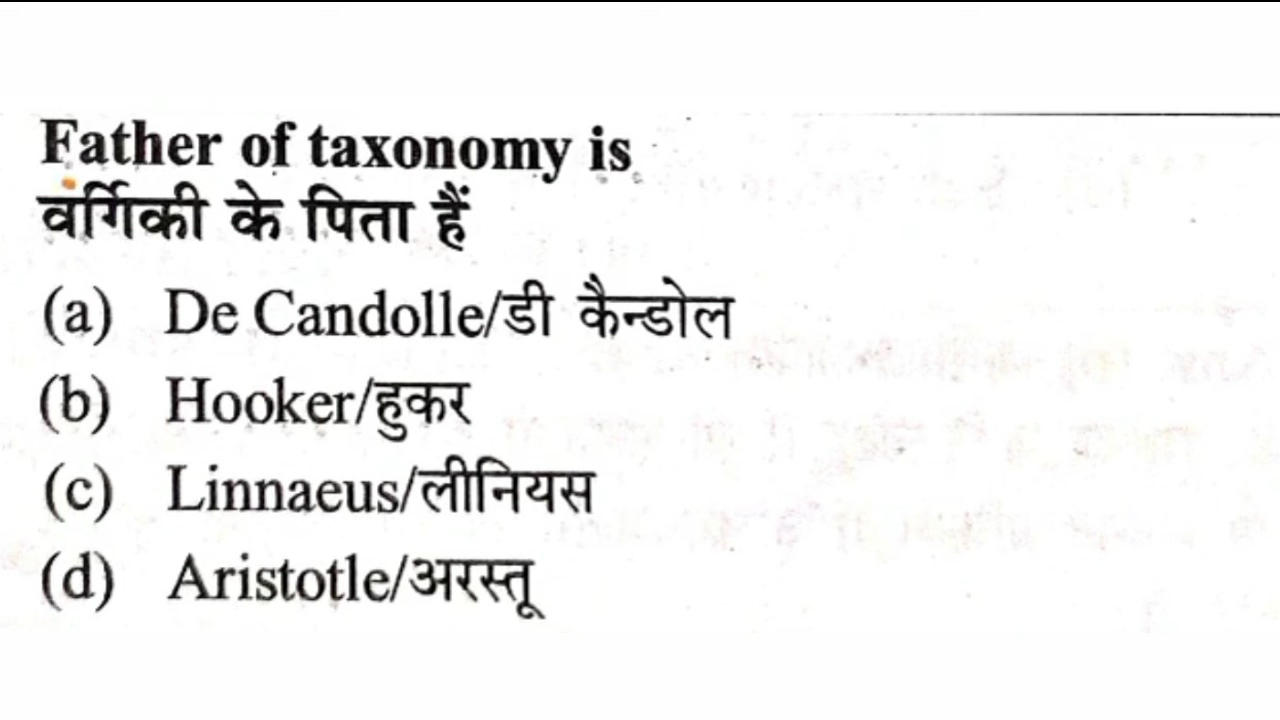 Father of taxonomy is
वर्गिकी के पिता हैं
(a) De Candolle/डी कैन्डोल
(b) Hooker/हुकर
(c) Linnaeus/लीनियस
(d) Aristotle/अरस्तू